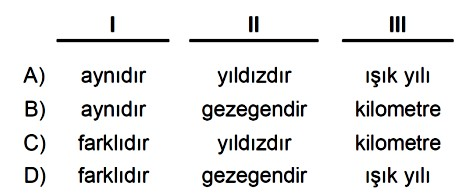 I II III
A) aynıdır yıldızdır ışık yılı
B) aynıdır gezegendir kilometre
C) farklıdır yıldızdır kilometre
D) farklıdır gezegendir ışık yılı